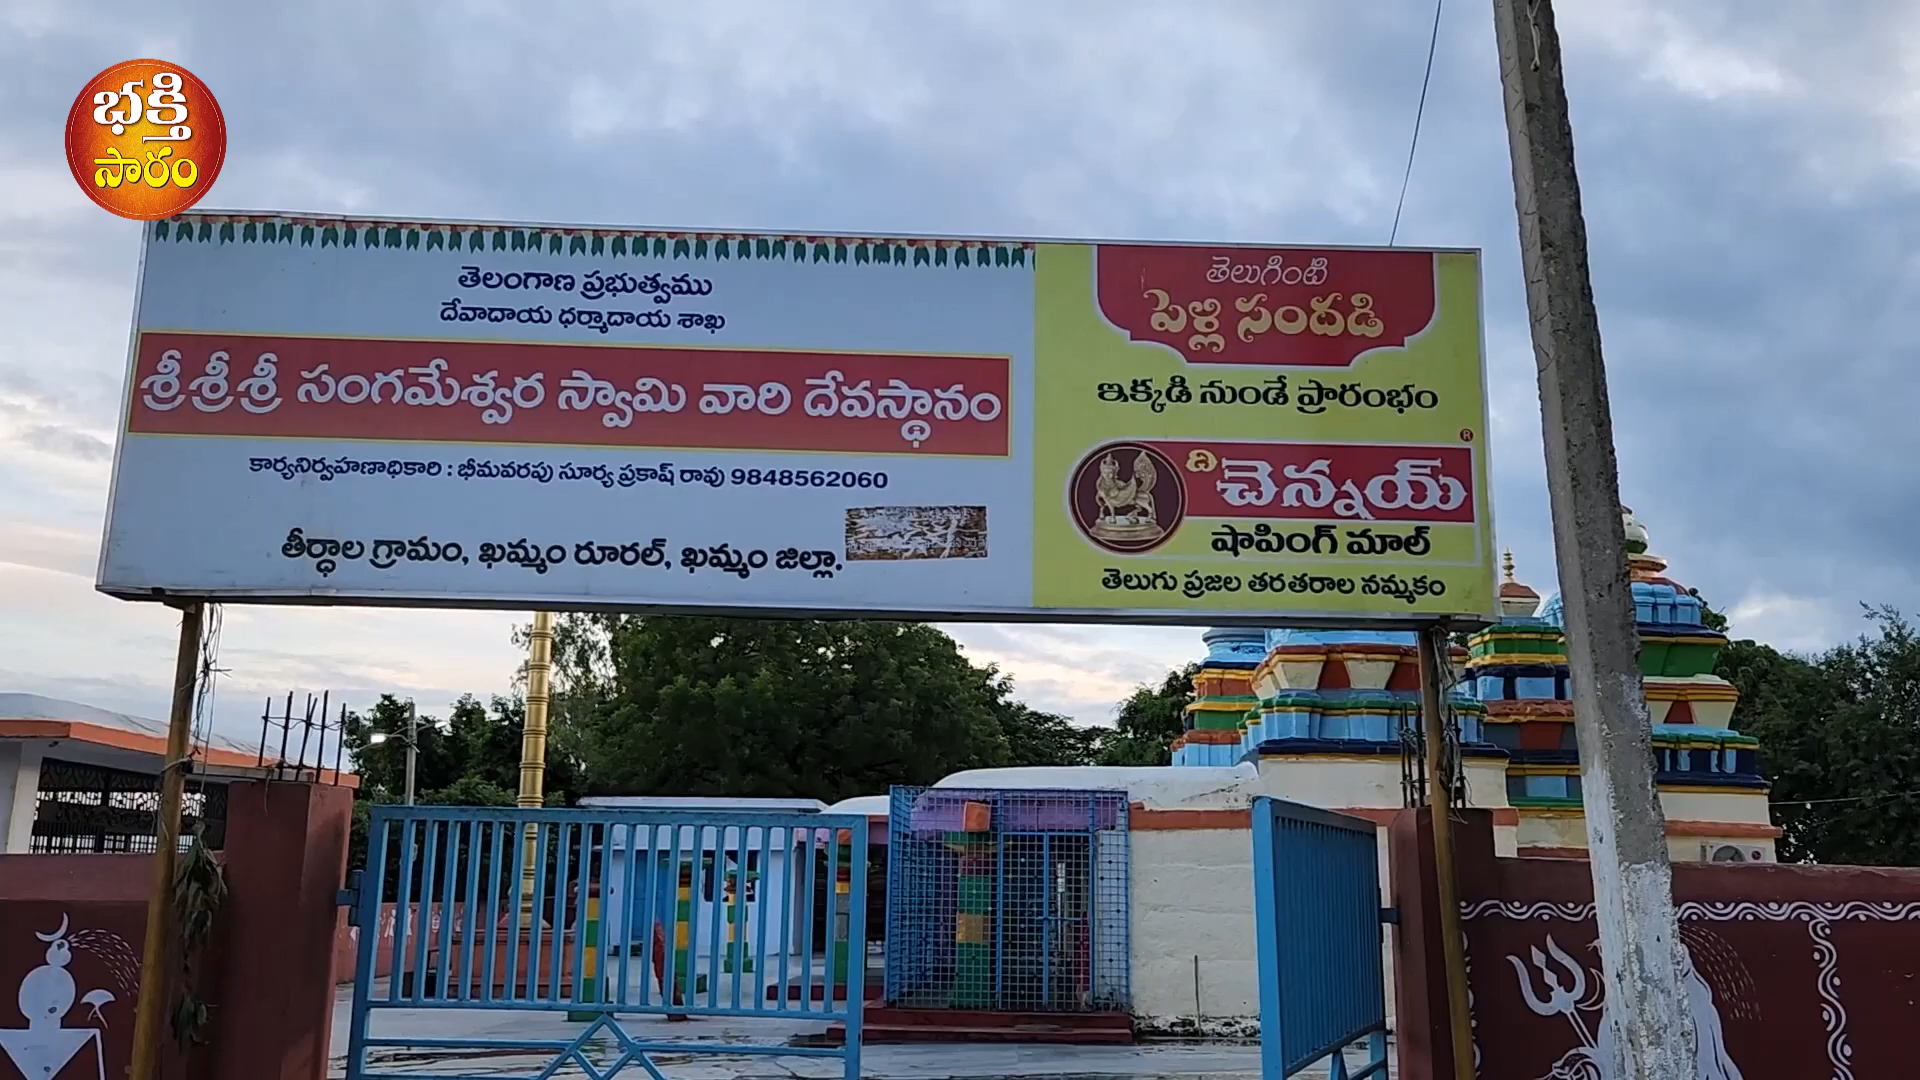 భక్తి
సారం
తెలంగాణ ప్రభుత్వము
దేవాదాయ ధర్మాదాయ శాఖ
శ్రీ శ్రీ శ్రీ సంగమేశ్వర స్వామి వారి దేవస్థానం
కార్యనిర్వహణాధికారి : భీమవరపు సూర్య ప్రకాష్ రావు 9848562060
తీర్థాల గ్రామం, ఖమ్మం రూరల్, ఖమ్మం జిల్లా.
తెలుగింటి
పెళ్లి సందడి
ఇక్కడి నుండే ప్రారంభం
ది చెన్నయ్ ®
షాపింగ్ మాల్
తెలుగు ప్రజల తరతరాల నమ్మకం